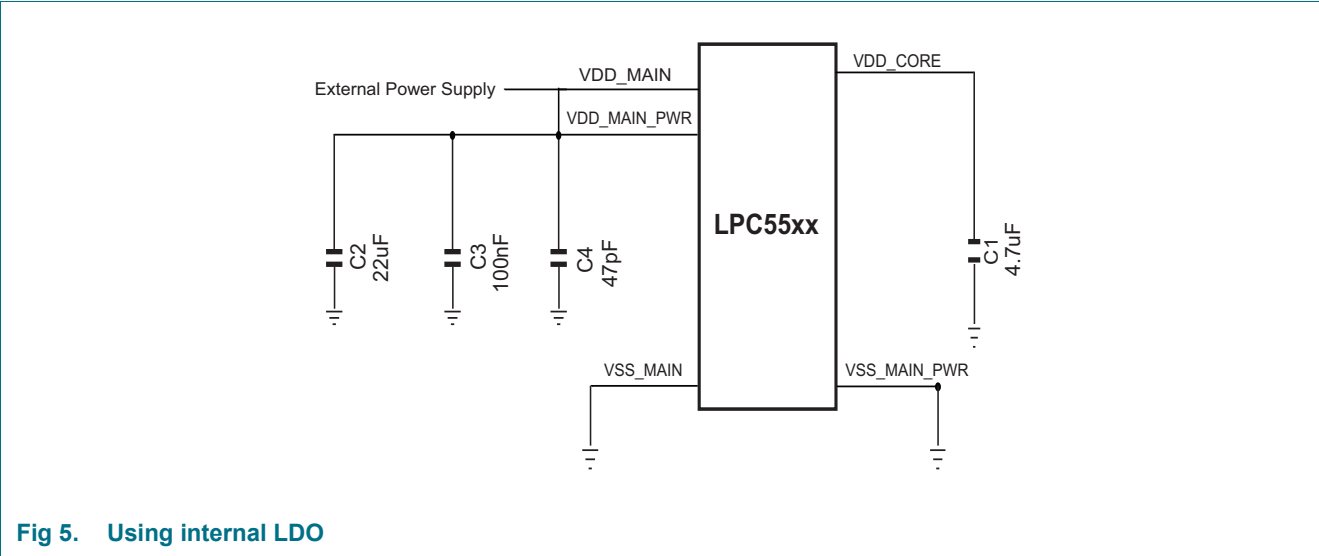 VDD_CORE
VDD_MAIN
External Power Supply
VDD_MAIN_PWR
LPC55xx
C2
22uF
C3
100nF
C4
47pF
C1
4.7uF
VSS_MAIN
VSS_MAIN_PWR
Fig 5. Using internal LDO